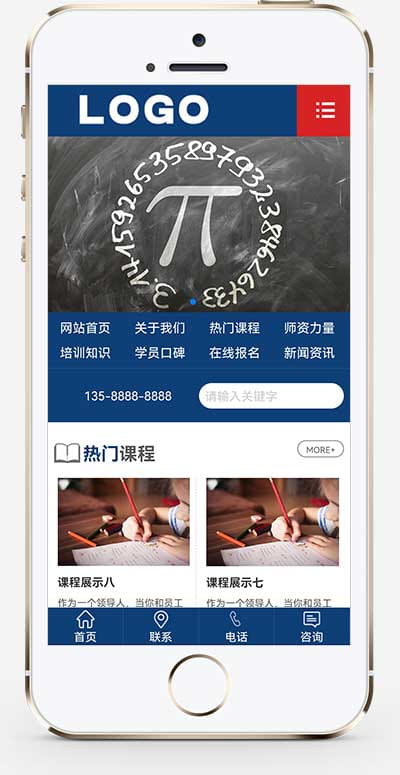 LOGO
3.1415926535897932384626433
π
网站首页 关于我们 热门课程 师资力量
培训知识 学员口碑 在线报名 新闻资讯
135-8888-8888 请输入关键字
热门课程 MORE+
课程展示八 课程展示七
作为一个领导人，当你和员工 作为一个领导人，当你和员工
首页 联系 电话 咨询